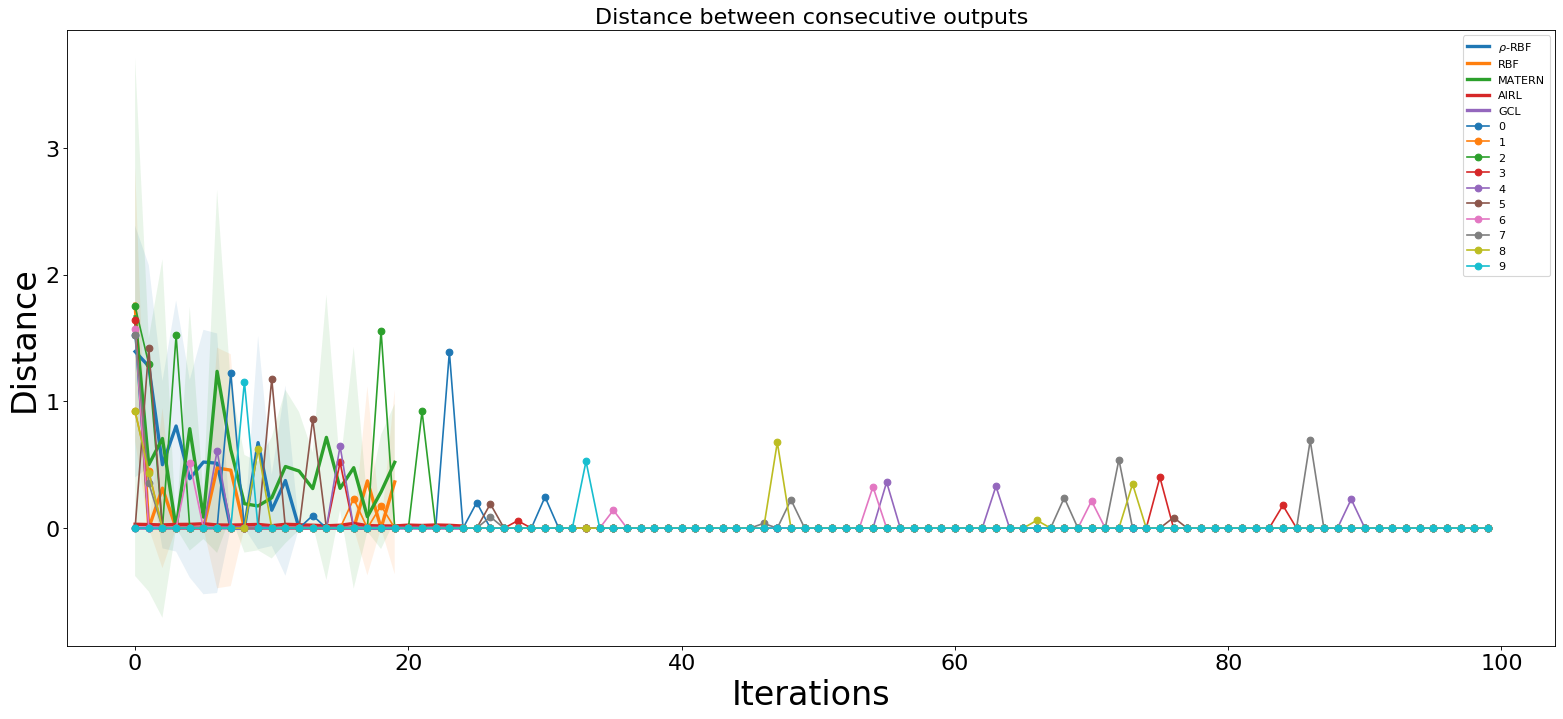 Distance between consecutive outputs
ρ-RBF
RBF
MATERN
AIRL
GCL
0
1
2
3
4
5
6
7
8
9
Distance
3
2
1
0
0 20 40 60 80 100
Iterations